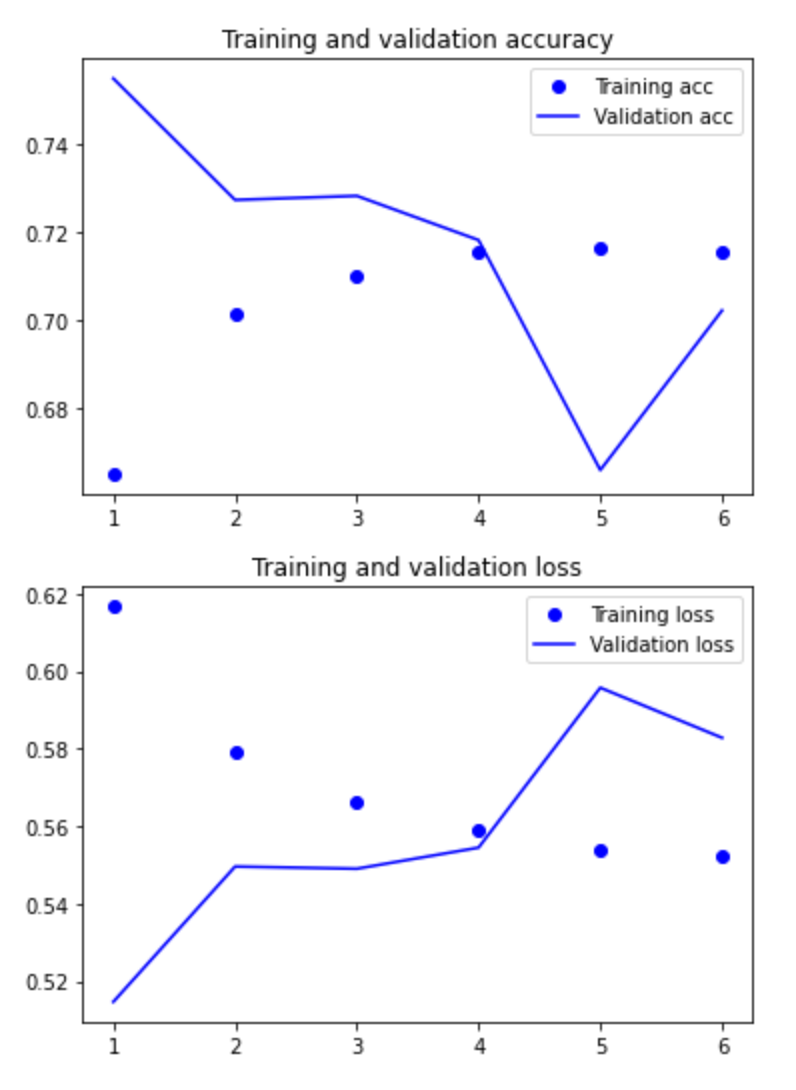 Training and validation accuracy
Training acc
Validation acc
0.74
0.72
0.70
0.68
1 2 3 4 5 6
Training and validation loss
0.62
Training loss
Validation loss
0.60
0.58
0.56
0.54
0.52
1 2 3 4 5 6